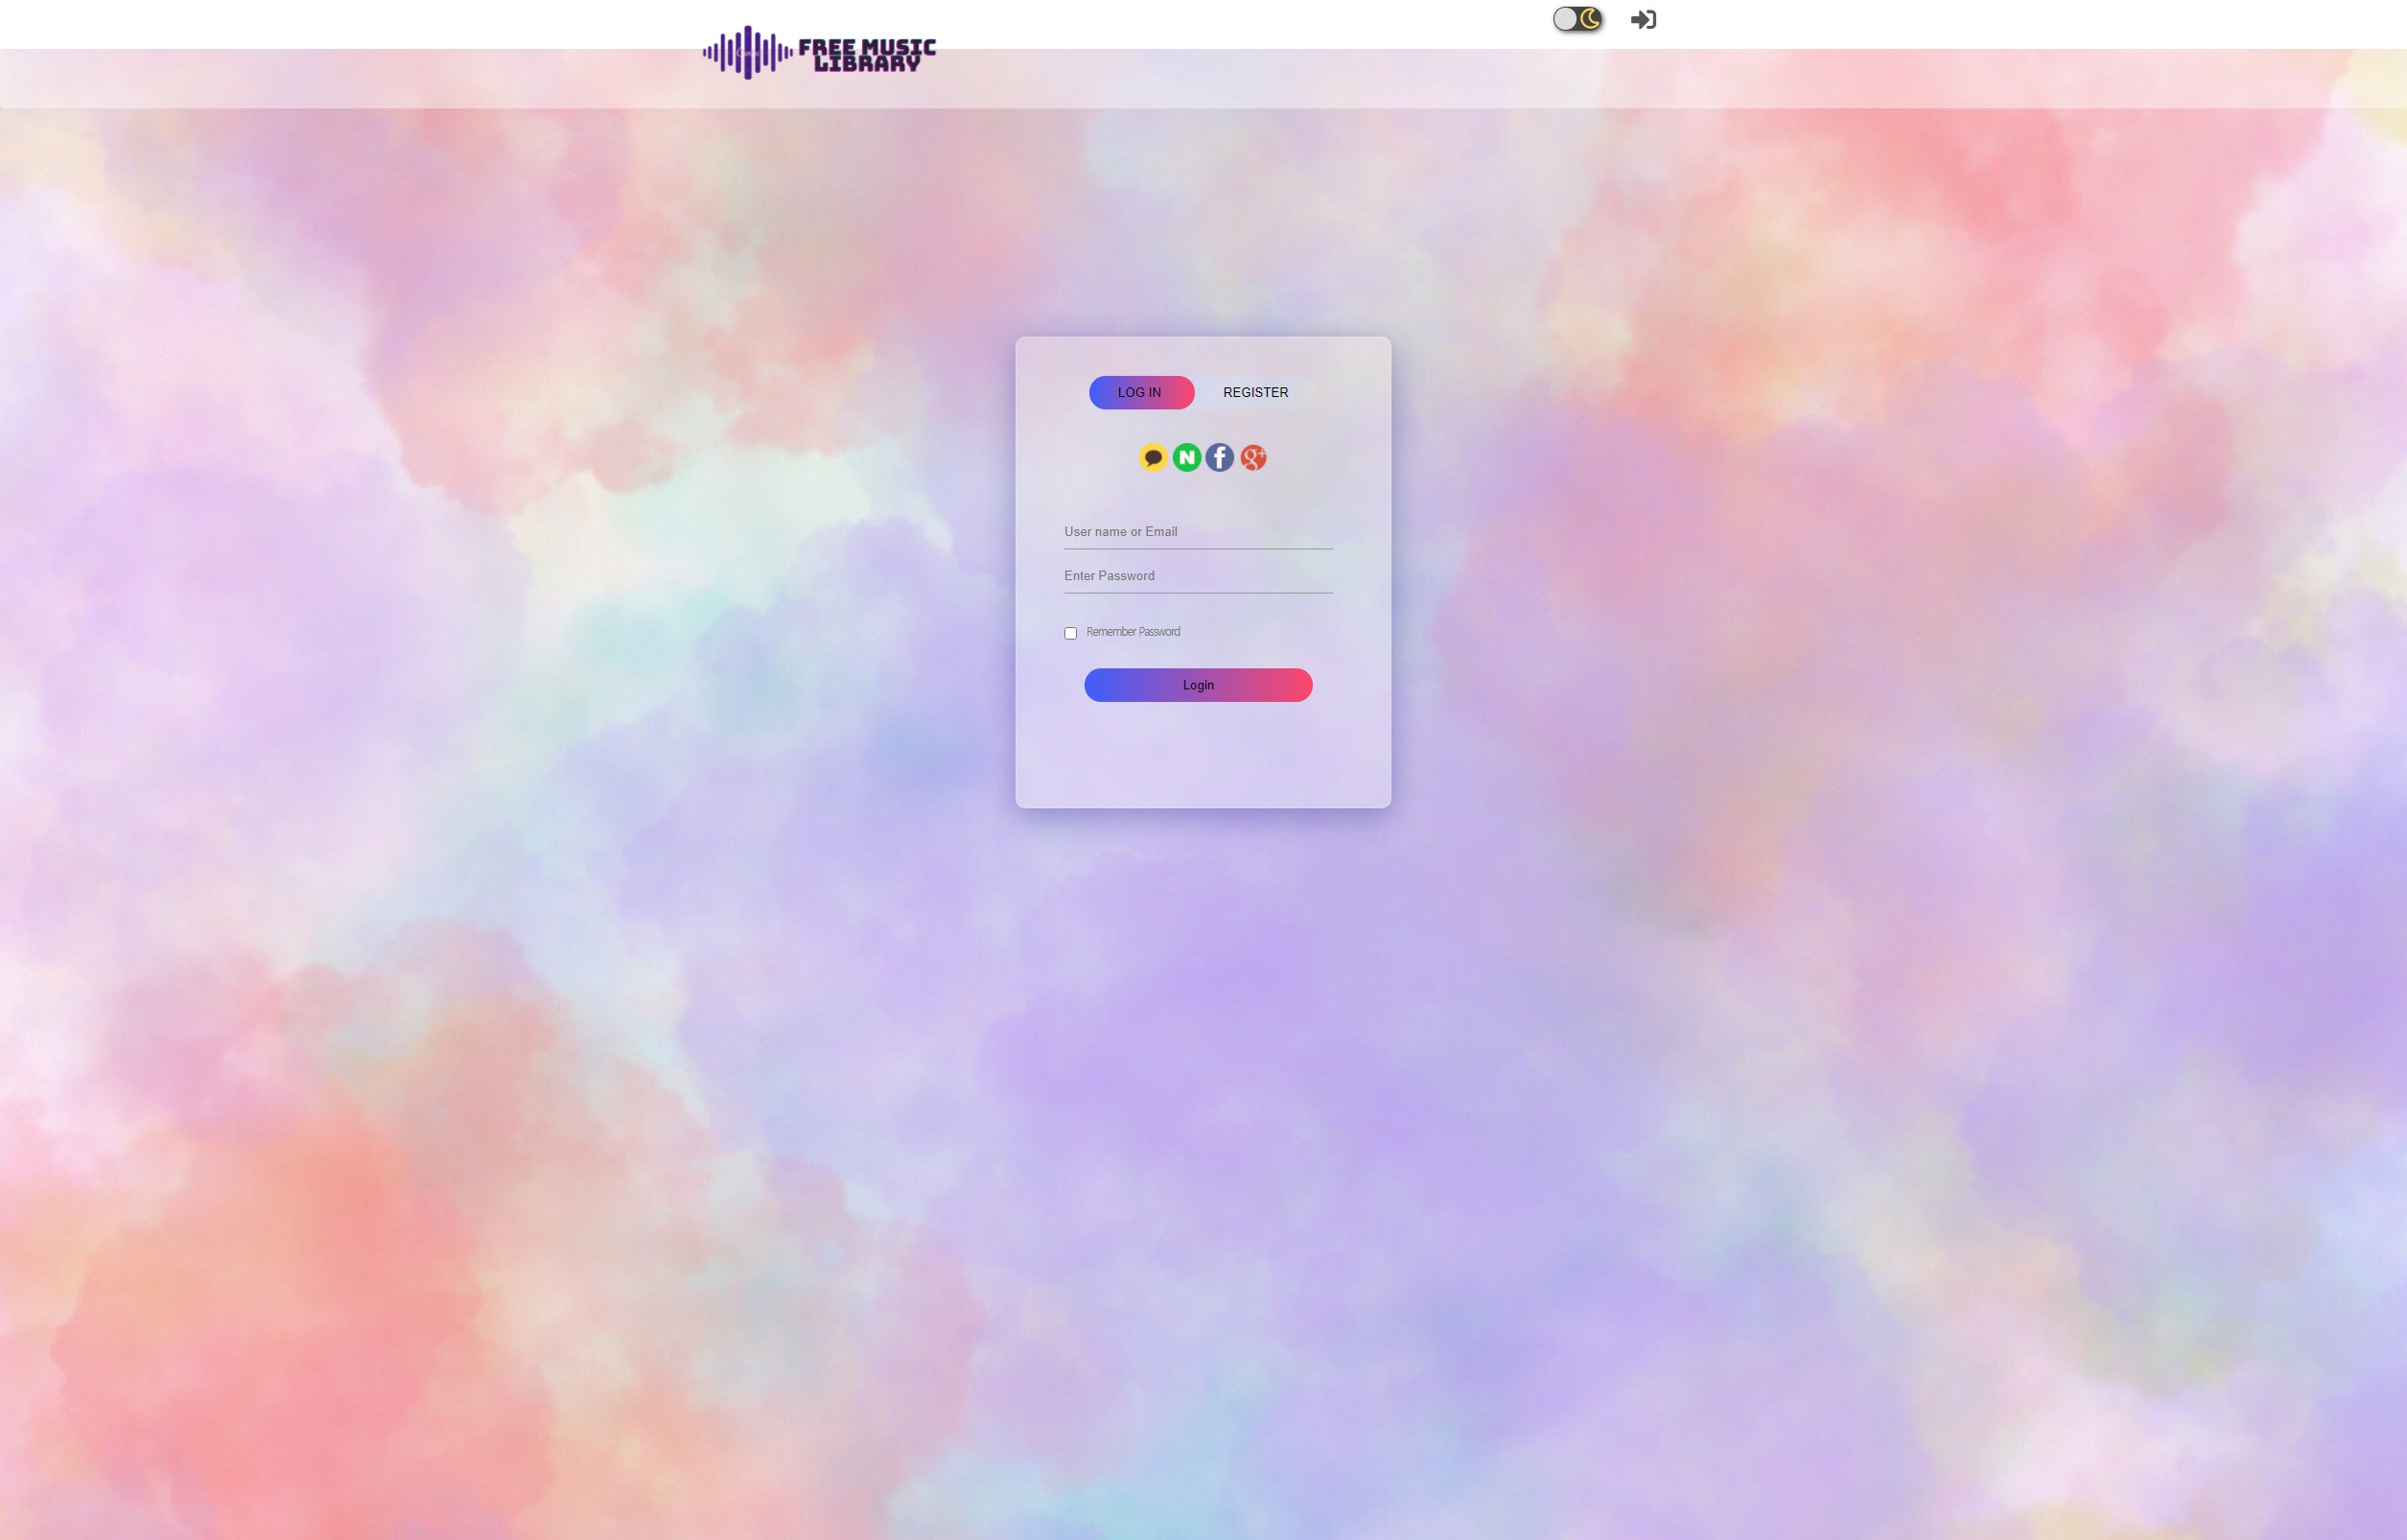 FREE MUSIC
LIBRARY
LOG IN
REGISTER
N
f
g+
User name or Email
Enter Password
Remember Password
Login